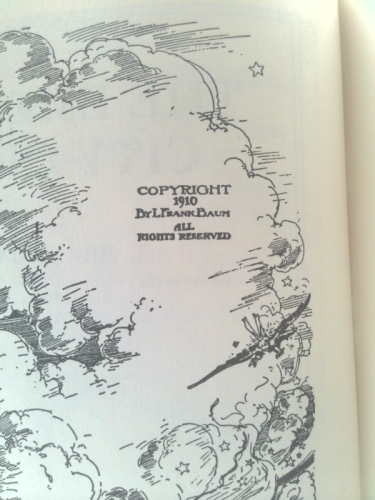 COPYRIGHT
1910
BY L. FRANK BAUM
ALL
RIGHTS RESERVED